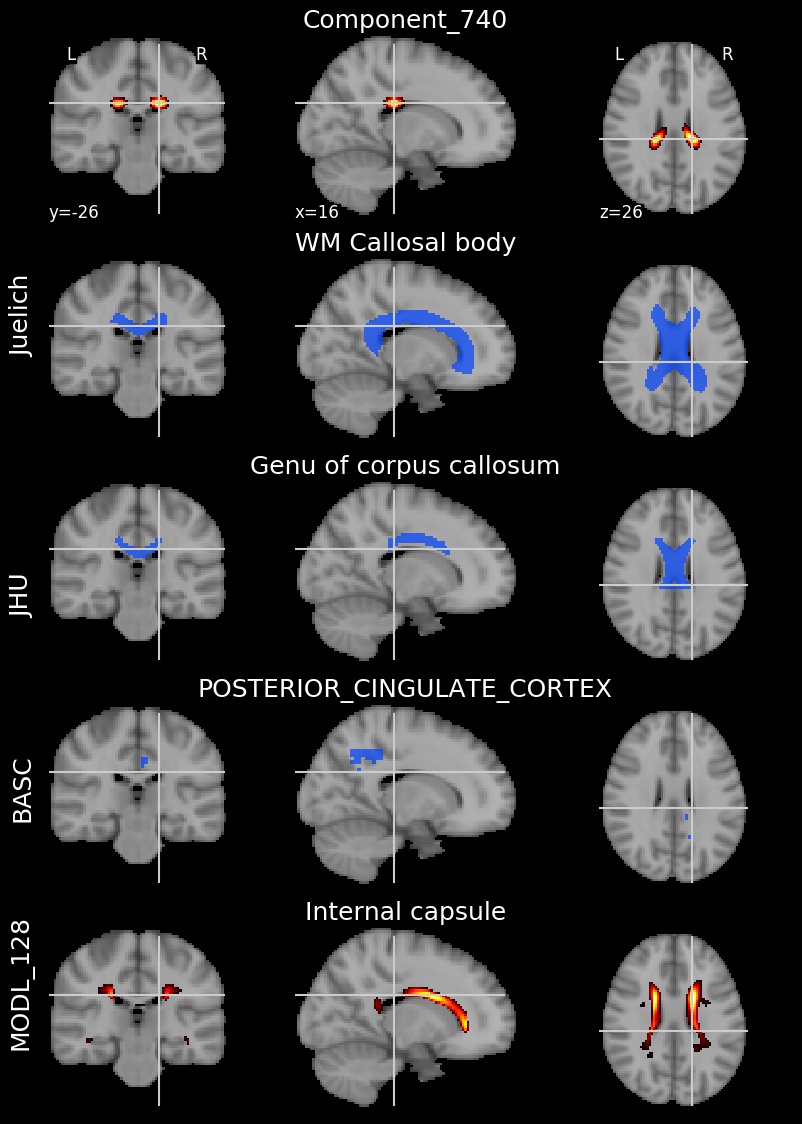 Component_740
L R L R
y=-26 x=16 z=26
WM Callosal body
Juelich
Genu of corpus callosum
JHU
POSTERIOR_CINGULATE_CORTEX
BASC
Internal capsule
MODL_128